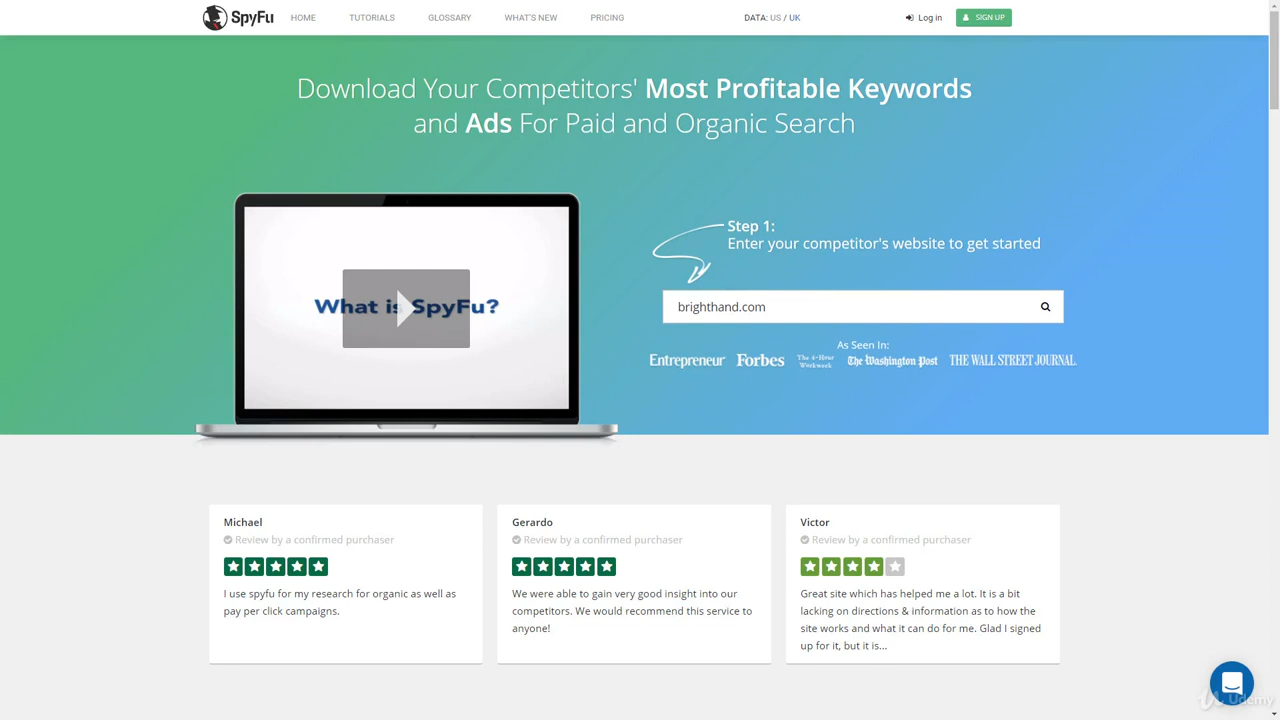 SpyFu HOME TUTORIALS GLOSSARY WHAT'S NEW PRICING DATA: US / UK Log in SIGN UP
Download Your Competitors' Most Profitable Keywords
and Ads For Paid and Organic Search
What is SpyFu?
Step 1:
Enter your competitor's website to get started
brighthand.com
As Seen In:
Entrepreneur Forbes The 4-Hour Workweek The Washington Post THE WALL STREET JOURNAL.
Michael
Review by a confirmed purchaser
I use spyfu for my research for organic as well as
pay per click campaigns.
Gerardo
Review by a confirmed purchaser
We were able to gain very good insight into our
competitors. We would recommend this service to
anyone!
Victor
Review by a confirmed purchaser
Great site which has helped me a lot. It is a bit
lacking on directions & information as to how the
site works and what it can do for me. Glad I signed
up for it, but it is...
Udemy